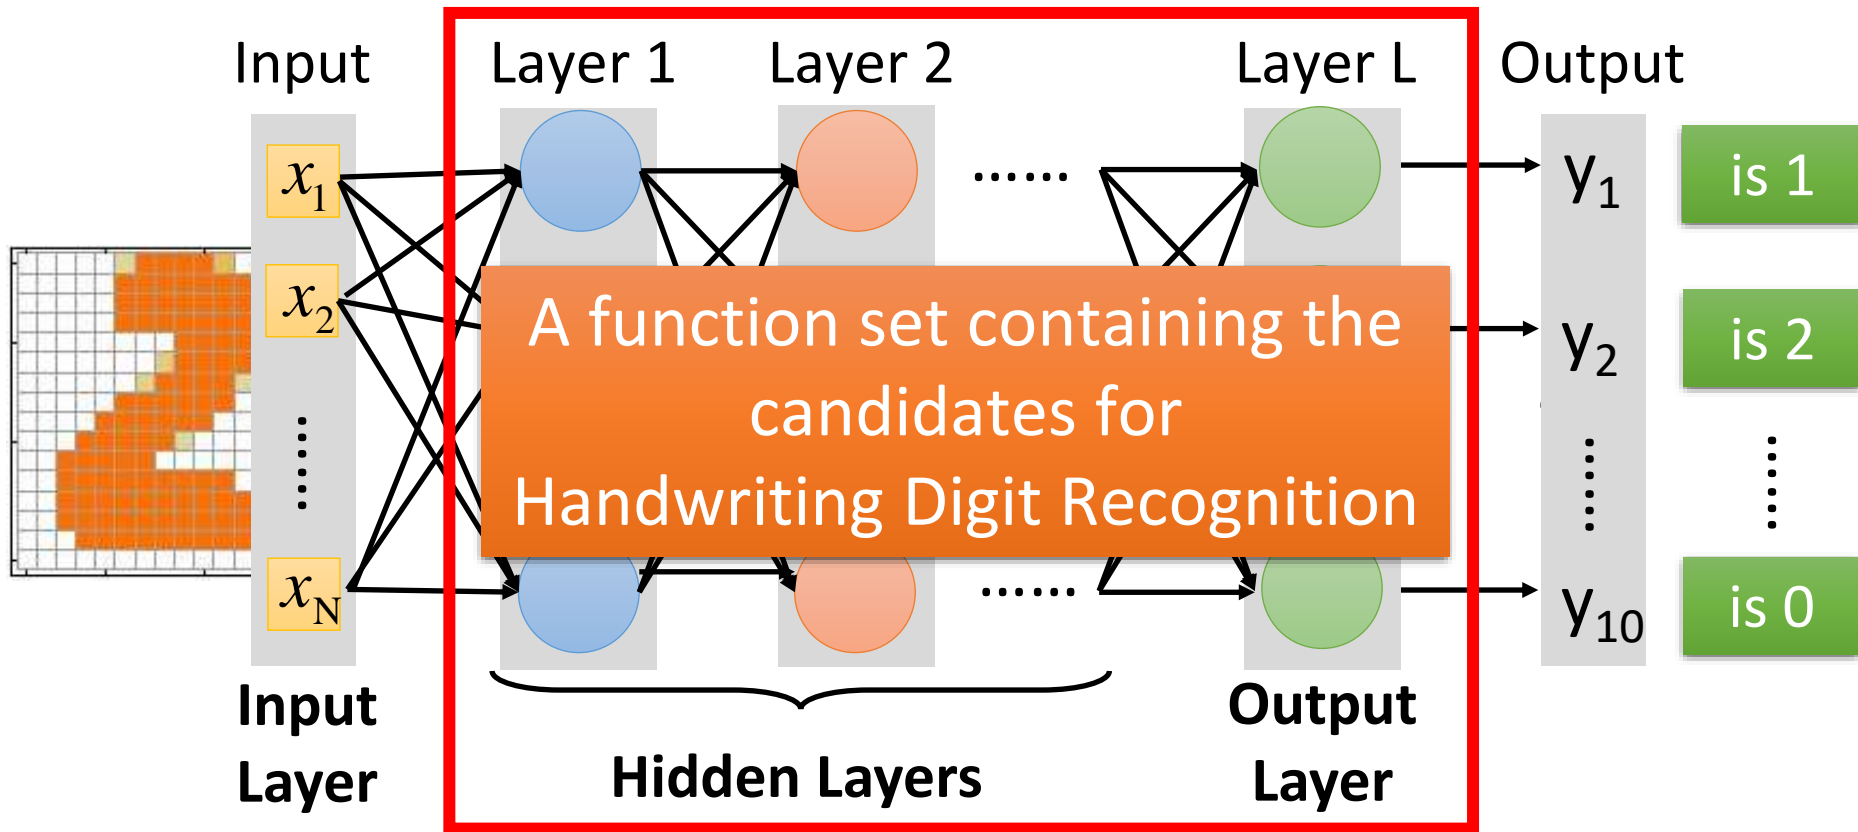 Input
Layer 1
Layer 2
Layer L
Output
x₁
x₂
⋮
x_N
......
......
A function set containing the
candidates for
Handwriting Digit Recognition
y₁
y₂
⋮
y₁₀
is 1
is 2
⋮
is 0
Input
Layer
Hidden Layers
Output
Layer